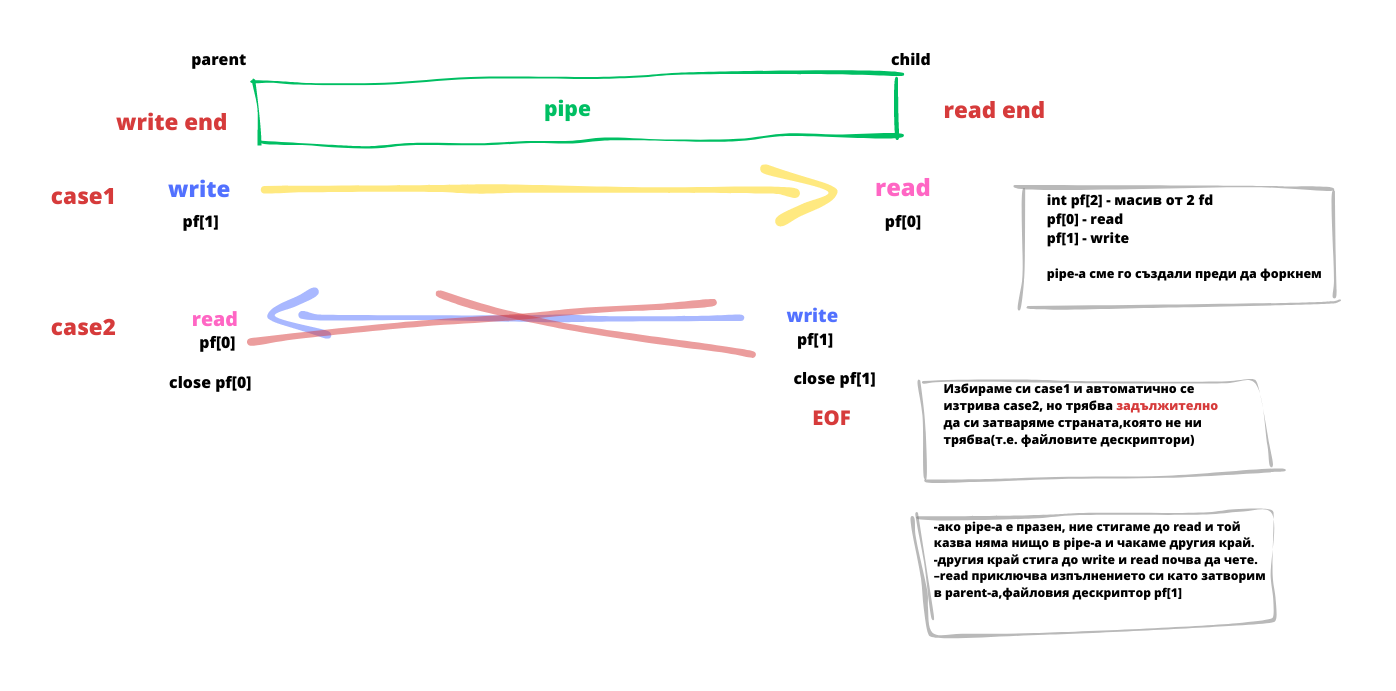 parent
child
write end
pipe
read end
case1
write
read
pf[1]
pf[0]
int pf[2] - масив от 2 fd
pf[0] - read
pf[1] - write
pipe-а сме го създали преди да форкнем
case2
read
write
pf[0]
pf[1]
close pf[0]
close pf[1]
EOF
Избираме си case1 и автоматично се
изтрива case2, но трябва задължително
да си затваряме страната,която не ни
трябва(т.е. файловите дескриптори)
-ако pipe-а е празен, ние стигаме до read и той
казва няма нищо в pipe-а и чакаме другия край.
-другия край стига до write и read почва да чете.
–read приключва изпълнението си като затворим
в parent-а,файловия дескриптор pf[1]